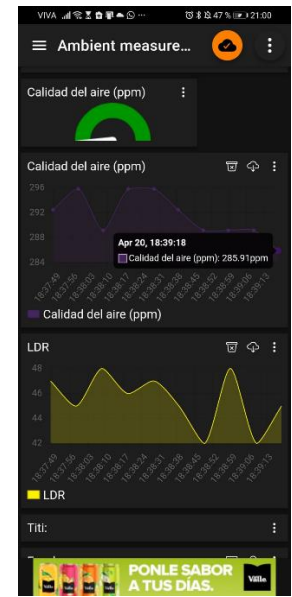 VIVA 47 % 21:00
Ambient measure...
Calidad del aire (ppm)
Calidad del aire (ppm)
296
292
288
284
Apr 20, 18:39:18
Calidad del aire (ppm): 285.91ppm
18:37:49 18:37:56 18:38:03 18:38:10 18:38:17 18:38:24 18:38:31 18:38:38 18:38:45 18:38:52 18:38:59 18:39:06 18:39:13
Calidad del aire (ppm)
LDR
48
46
44
42
18:37:49 18:37:56 18:38:03 18:38:10 18:38:17 18:38:24 18:38:31 18:38:38 18:38:45 18:38:52 18:38:59 18:39:06 18:39:13
LDR
Titi:
PONLE SABOR
A TUS DÍAS.
Valle